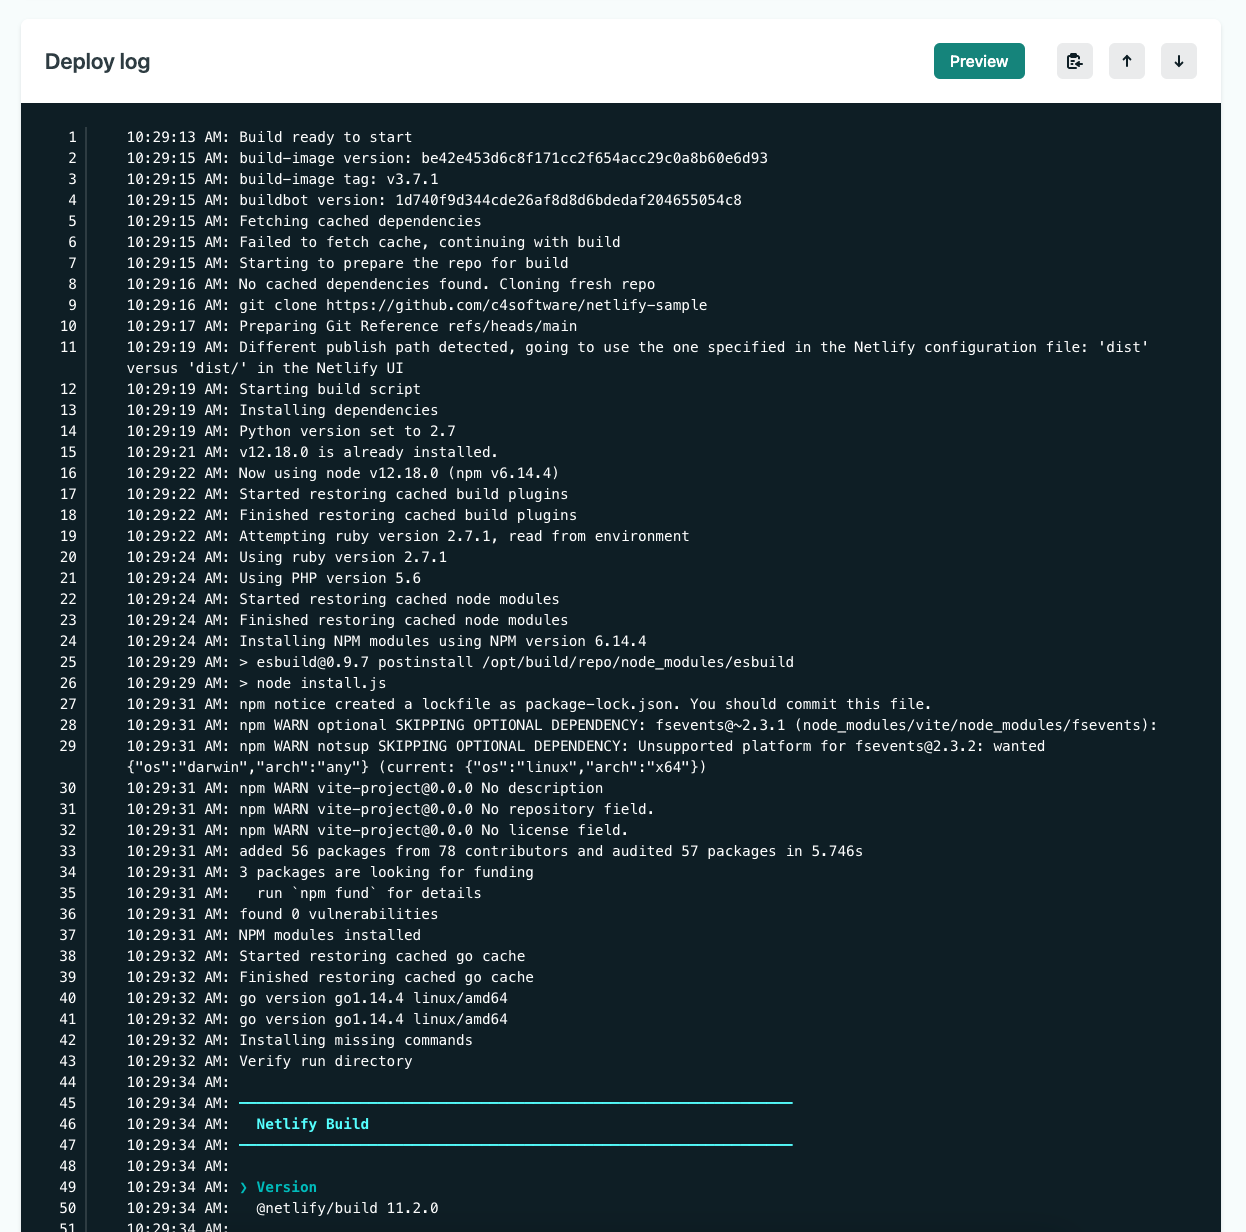 Deploy log
Preview
1 10:29:13 AM: Build ready to start
2 10:29:15 AM: build-image version: be42e453d6c8f171cc2f654acc29c0a8b60e6d93
3 10:29:15 AM: build-image tag: v3.7.1
4 10:29:15 AM: buildbot version: 1d740f9d344cde26af8d8d6bdedaf204655054c8
5 10:29:15 AM: Fetching cached dependencies
6 10:29:15 AM: Failed to fetch cache, continuing with build
7 10:29:15 AM: Starting to prepare the repo for build
8 10:29:16 AM: No cached dependencies found. Cloning fresh repo
9 10:29:16 AM: git clone https://github.com/c4software/netlify-sample
10 10:29:17 AM: Preparing Git Reference refs/heads/main
11 10:29:19 AM: Different publish path detected, going to use the one specified in the Netlify configuration file: 'dist'
versus 'dist/' in the Netlify UI
12 10:29:19 AM: Starting build script
13 10:29:19 AM: Installing dependencies
14 10:29:19 AM: Python version set to 2.7
15 10:29:21 AM: v12.18.0 is already installed.
16 10:29:22 AM: Now using node v12.18.0 (npm v6.14.4)
17 10:29:22 AM: Started restoring cached build plugins
18 10:29:22 AM: Finished restoring cached build plugins
19 10:29:22 AM: Attempting ruby version 2.7.1, read from environment
20 10:29:24 AM: Using ruby version 2.7.1
21 10:29:24 AM: Using PHP version 5.6
22 10:29:24 AM: Started restoring cached node modules
23 10:29:24 AM: Finished restoring cached node modules
24 10:29:24 AM: Installing NPM modules using NPM version 6.14.4
25 10:29:29 AM: > esbuild@0.9.7 postinstall /opt/build/repo/node_modules/esbuild
26 10:29:29 AM: > node install.js
27 10:29:31 AM: npm notice created a lockfile as package-lock.json. You should commit this file.
28 10:29:31 AM: npm WARN optional SKIPPING OPTIONAL DEPENDENCY: fsevents@~2.3.1 (node_modules/vite/node_modules/fsevents):
29 10:29:31 AM: npm WARN notsup SKIPPING OPTIONAL DEPENDENCY: Unsupported platform for fsevents@2.3.2: wanted
{"os":"darwin","arch":"any"} (current: {"os":"linux","arch":"x64"})
30 10:29:31 AM: npm WARN vite-project@0.0.0 No description
31 10:29:31 AM: npm WARN vite-project@0.0.0 No repository field.
32 10:29:31 AM: npm WARN vite-project@0.0.0 No license field.
33 10:29:31 AM: added 56 packages from 78 contributors and audited 57 packages in 5.746s
34 10:29:31 AM: 3 packages are looking for funding
35 10:29:31 AM:   run `npm fund` for details
36 10:29:31 AM: found 0 vulnerabilities
37 10:29:31 AM: NPM modules installed
38 10:29:32 AM: Started restoring cached go cache
39 10:29:32 AM: Finished restoring cached go cache
40 10:29:32 AM: go version go1.14.4 linux/amd64
41 10:29:32 AM: go version go1.14.4 linux/amd64
42 10:29:32 AM: Installing missing commands
43 10:29:32 AM: Verify run directory
44 10:29:34 AM:
45 10:29:34 AM:
46 10:29:34 AM:   Netlify Build
47 10:29:34 AM:
48 10:29:34 AM:
49 10:29:34 AM: ❯ Version
50 10:29:34 AM:   @netlify/build 11.2.0
51 10:29:34 AM: